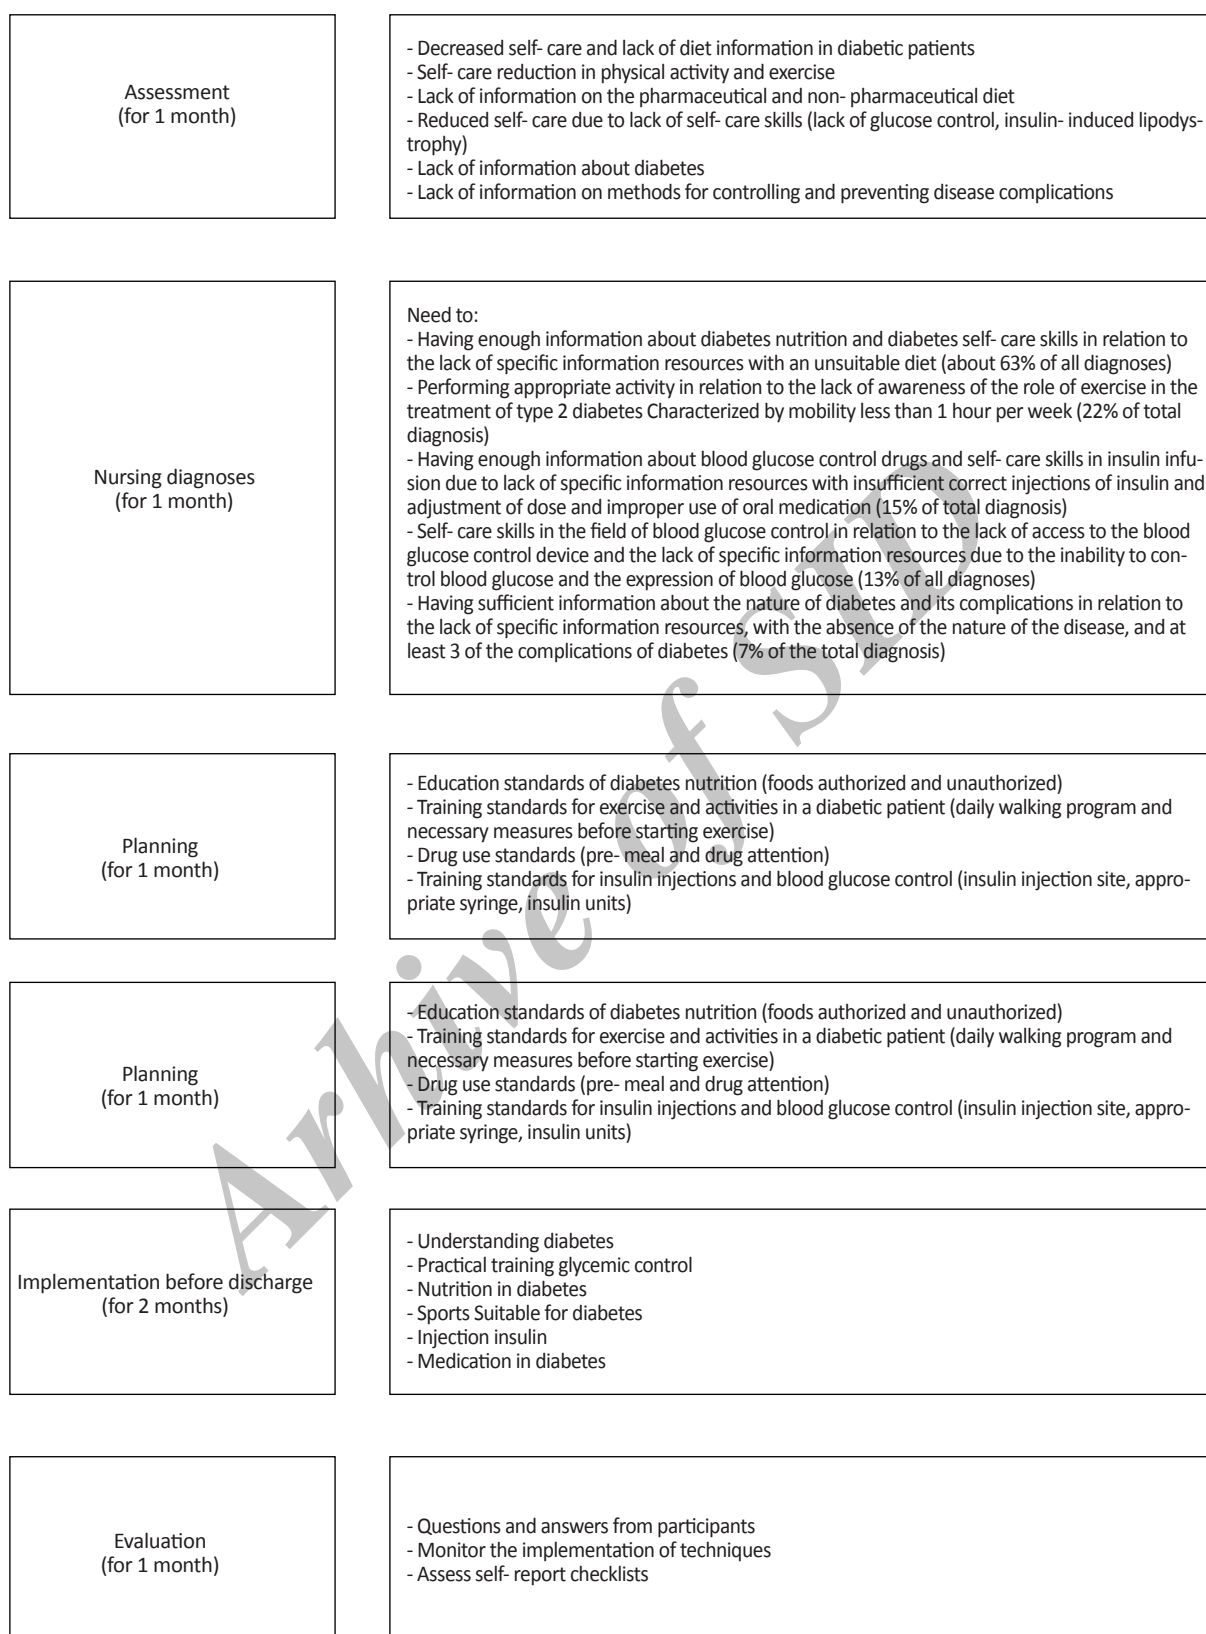 Assessment
(for 1 month)
- Decreased self- care and lack of diet information in diabetic patients
- Self- care reduction in physical activity and exercise
- Lack of information on the pharmaceutical and non- pharmaceutical diet
- Reduced self- care due to lack of self- care skills (lack of glucose control, insulin- induced lipodys-
trophy)
- Lack of information about diabetes
- Lack of information on methods for controlling and preventing disease complications
Nursing diagnoses
(for 1 month)
Need to:
- Having enough information about diabetes nutrition and diabetes self- care skills in relation to
the lack of specific information resources with an unsuitable diet (about 63% of all diagnoses)
- Performing appropriate activity in relation to the lack of awareness of the role of exercise in the
treatment of type 2 diabetes Characterized by mobility less than 1 hour per week (22% of total
diagnosis)
- Having enough information about blood glucose control drugs and self- care skills in insulin infu-
sion due to lack of specific information resources with insufficient correct injections of insulin and
adjustment of dose and improper use of oral medication (15% of total diagnosis)
- Self- care skills in the field of blood glucose control in relation to the lack of access to the blood
glucose control device and the lack of specific information resources due to the inability to con-
trol blood glucose and the expression of blood glucose (13% of all diagnoses)
- Having sufficient information about the nature of diabetes and its complications in relation to
the lack of specific information resources, with the absence of the nature of the disease, and at
least 3 of the complications of diabetes (7% of the total diagnosis)
Planning
(for 1 month)
- Education standards of diabetes nutrition (foods authorized and unauthorized)
- Training standards for exercise and activities in a diabetic patient (daily walking program and
necessary measures before starting exercise)
- Drug use standards (pre- meal and drug attention)
- Training standards for insulin injections and blood glucose control (insulin injection site, appro-
priate syringe, insulin units)
Planning
(for 1 month)
- Education standards of diabetes nutrition (foods authorized and unauthorized)
- Training standards for exercise and activities in a diabetic patient (daily walking program and
necessary measures before starting exercise)
- Drug use standards (pre- meal and drug attention)
- Training standards for insulin injections and blood glucose control (insulin injection site, appro-
priate syringe, insulin units)
Implementation before discharge
(for 2 months)
- Understanding diabetes
- Practical training glycemic control
- Nutrition in diabetes
- Sports Suitable for diabetes
- Injection insulin
- Medication in diabetes
Evaluation
(for 1 month)
- Questions and answers from participants
- Monitor the implementation of techniques
- Assess self- report checklists
Arhive of SID